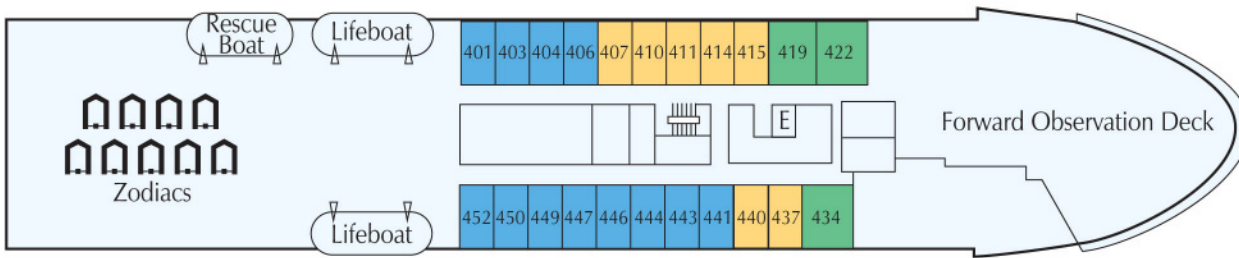 Rescue
Boat
Lifeboat
401 403 404 406 407 410 411 414 415 419 422
E
Forward Observation Deck
Zodiacs
452 450 449 447 446 444 443 441 440 437 434
Lifeboat